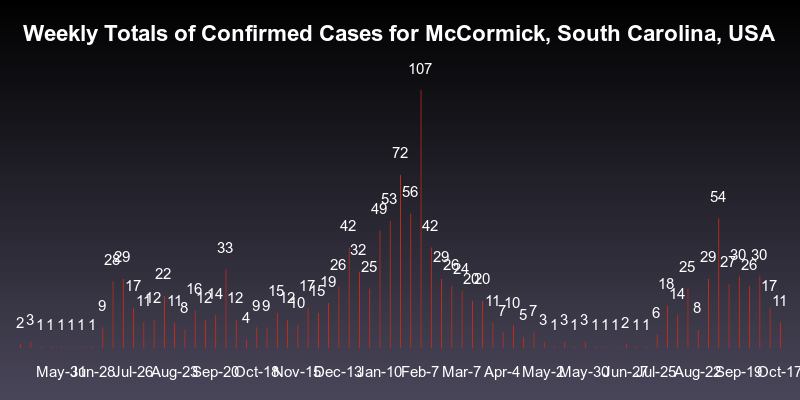 Weekly Totals of Confirmed Cases for McCormick, South Carolina, USA
2 3 1 1 1 1 1 1 9 28 29 17 11 12 22 11 8 16 12 14 33 12 4 9 9 15 12 10 17 15 19 26 42 32 25 49 53 72 56 107 42 29 26 24 20 20 11 7 10 5 7 3 1 3 1 3 1 1 1 2 1 1 6 18 14 25 8 29 54 27 30 26 30 17 11
May-31 Jun-28 Jul-26 Aug-23 Sep-20 Oct-18 Nov-15 Dec-13 Jan-10 Feb-7 Mar-7 Apr-4 May-2 May-30 Jun-27 Jul-25 Aug-22 Sep-19 Oct-17